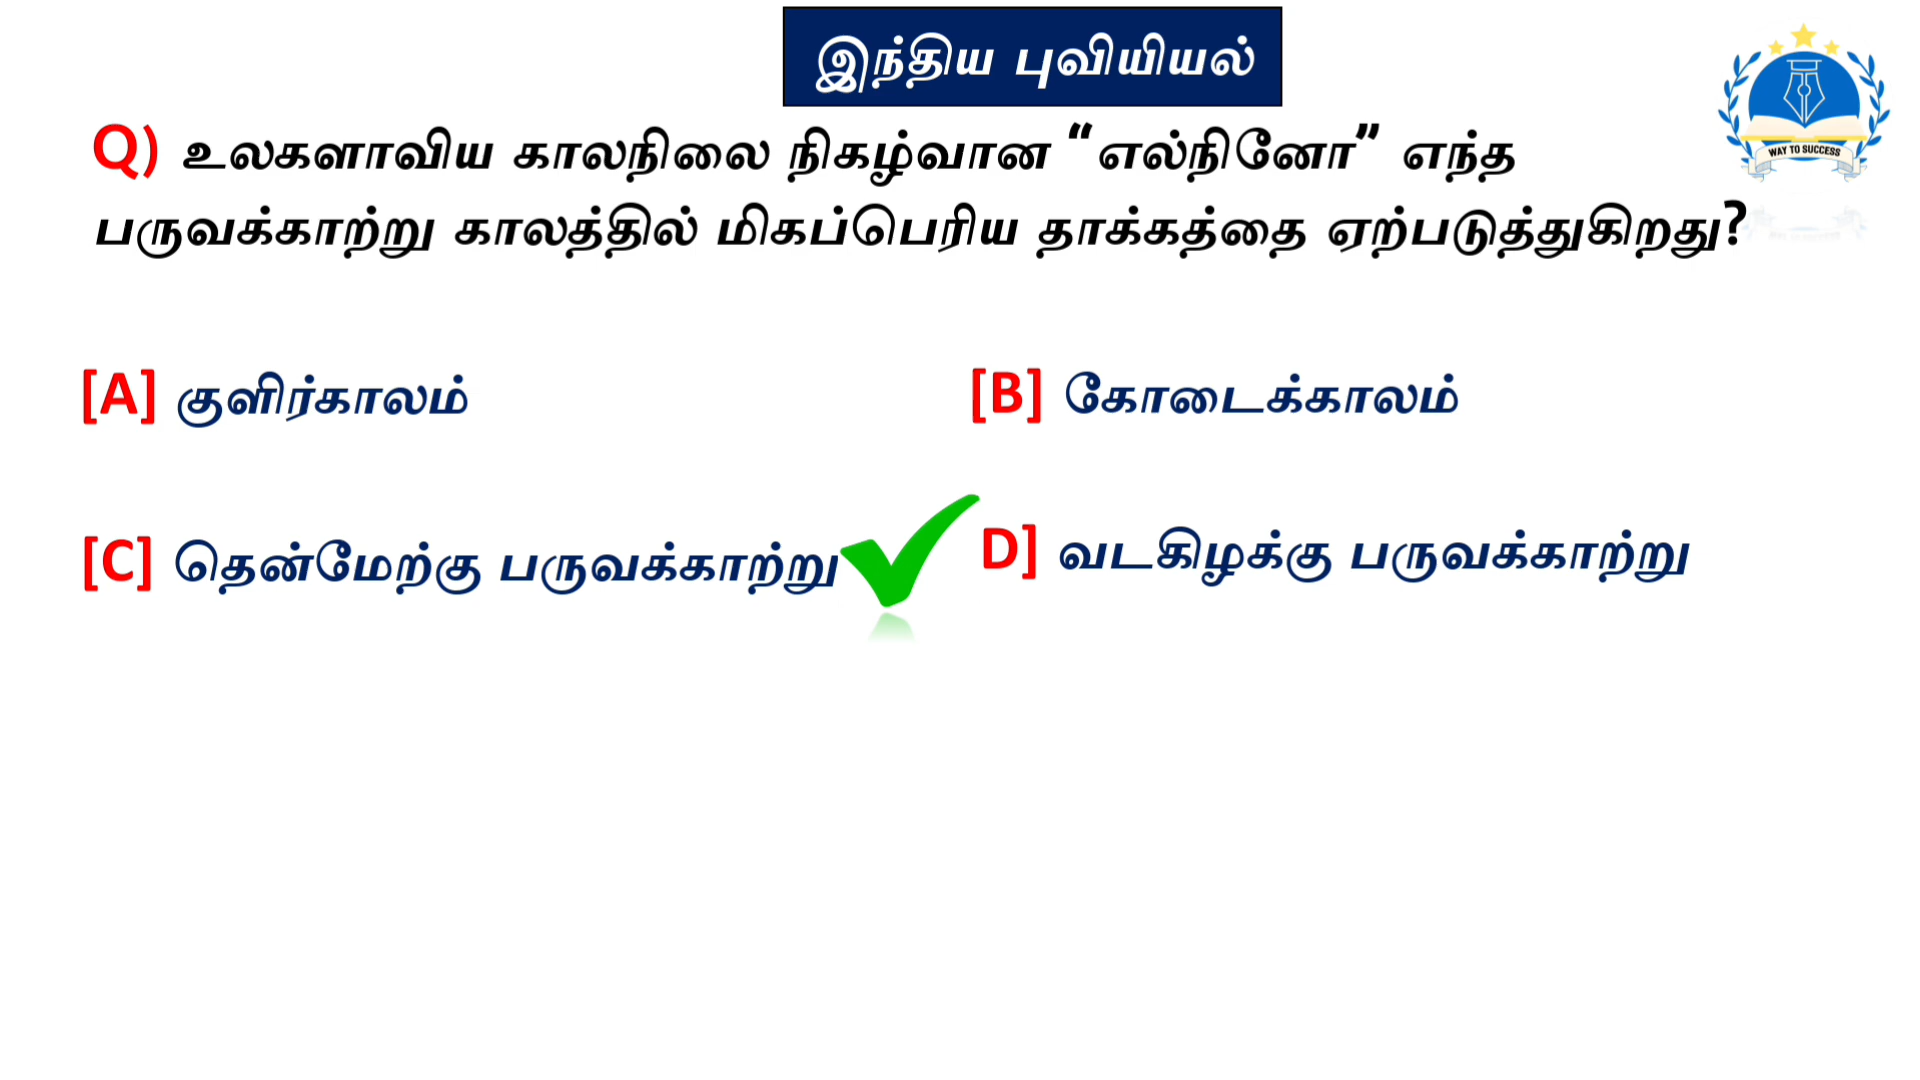 இந்திய புவியியல்
WAY TO SUCCESS
Q) உலகளாவிய காலநிலை நிகழ்வான “எல்நினோ” எந்த
பருவக்காற்று காலத்தில் மிகப்பெரிய தாக்கத்தை ஏற்படுத்துகிறது?
[A] குளிர்காலம்
[B] கோடைக்காலம்
[C] தென்மேற்கு பருவக்காற்று
D] வடகிழக்கு பருவக்காற்று